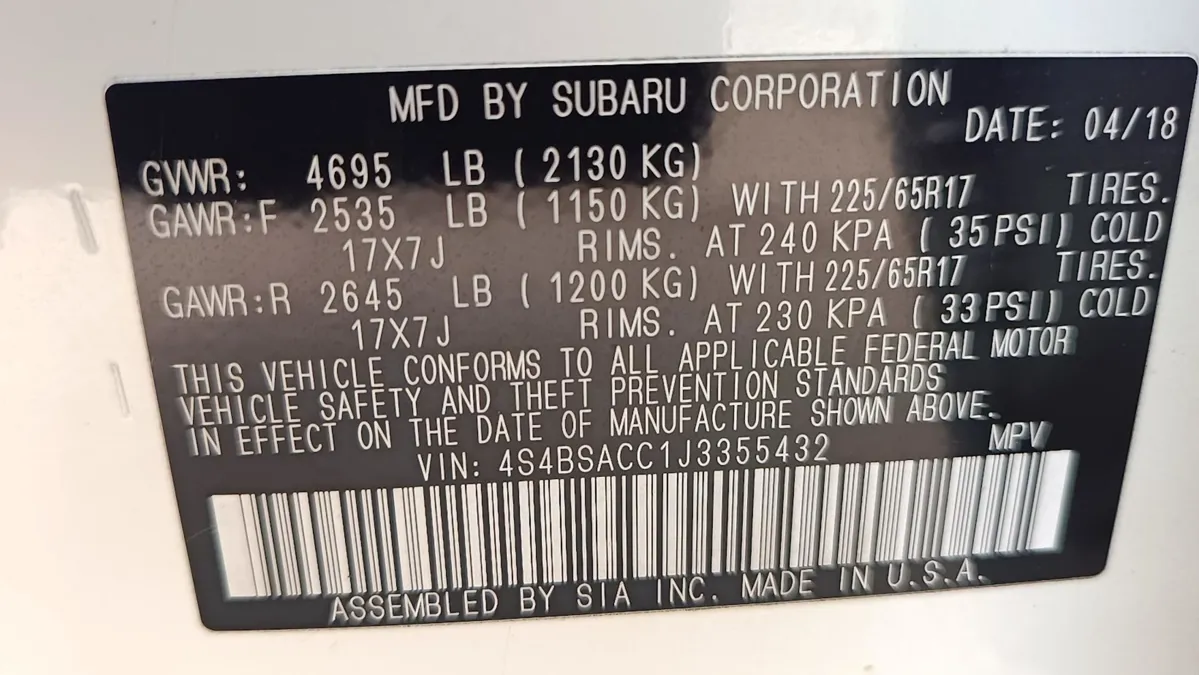 MFD BY SUBARU CORPORATION
DATE: 04/18
GVWR: 4695 LB ( 2130 KG)
GAWR:F 2535 LB ( 1150 KG) WITH 225/65R17 TIRES.
17X7J RIMS. AT 240 KPA ( 35PSI) COLD
GAWR:R 2645 LB ( 1200 KG) WITH 225/65R17 TIRES.
17X7J RIMS. AT 230 KPA ( 33PSI) COLD
THIS VEHICLE CONFORMS TO ALL APPLICABLE FEDERAL MOTOR
VEHICLE SAFETY AND THEFT PREVENTION STANDARDS
IN EFFECT ON THE DATE OF MANUFACTURE SHOWN ABOVE.
VIN: 4S4BSACC1J3355432 MPV
ASSEMBLED BY SIA INC. MADE IN U.S.A.